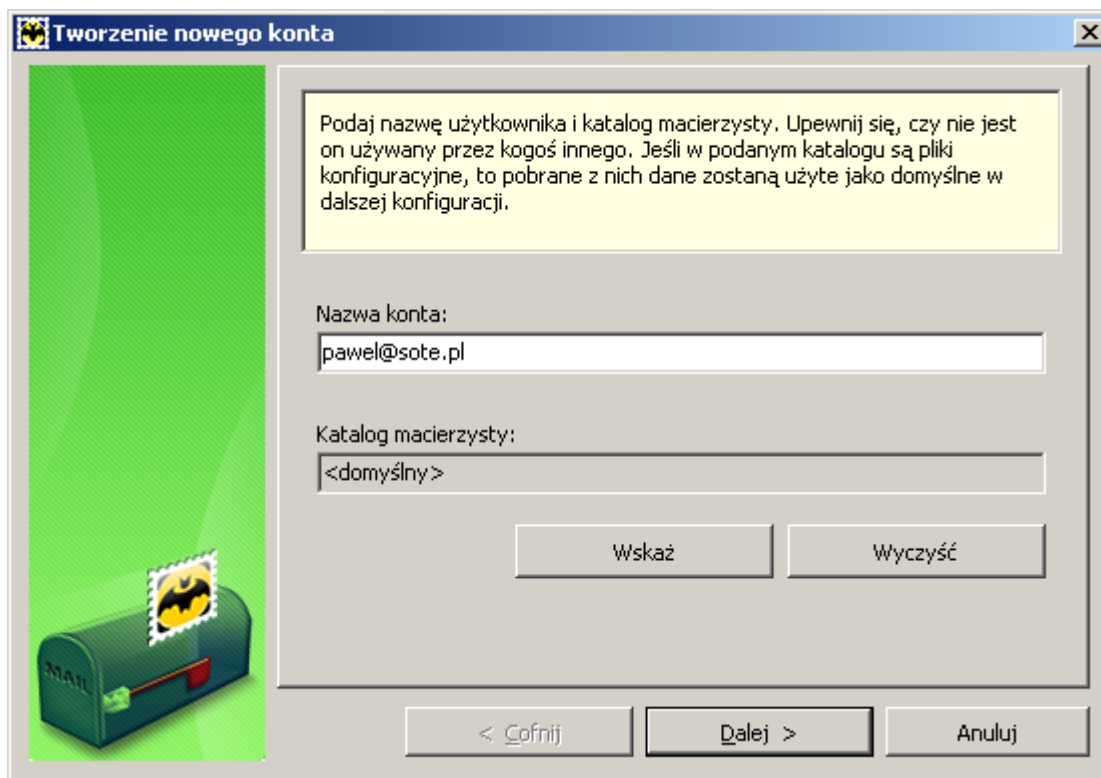 Tworzenie nowego konta
Podaj nazwę użytkownika i katalog macierzysty. Upewnij się, czy nie jest
on używany przez kogoś innego. Jeśli w podanym katalogu są pliki
konfiguracyjne, to pobrane z nich dane zostaną użyte jako domyślne w
dalszej konfiguracji.
Nazwa konta:
pawel@sote.pl
Katalog macierzysty:
<domyślny>
Wskaż
Wyczyść
MAIL
< Cofnij
Dalej >
Anuluj